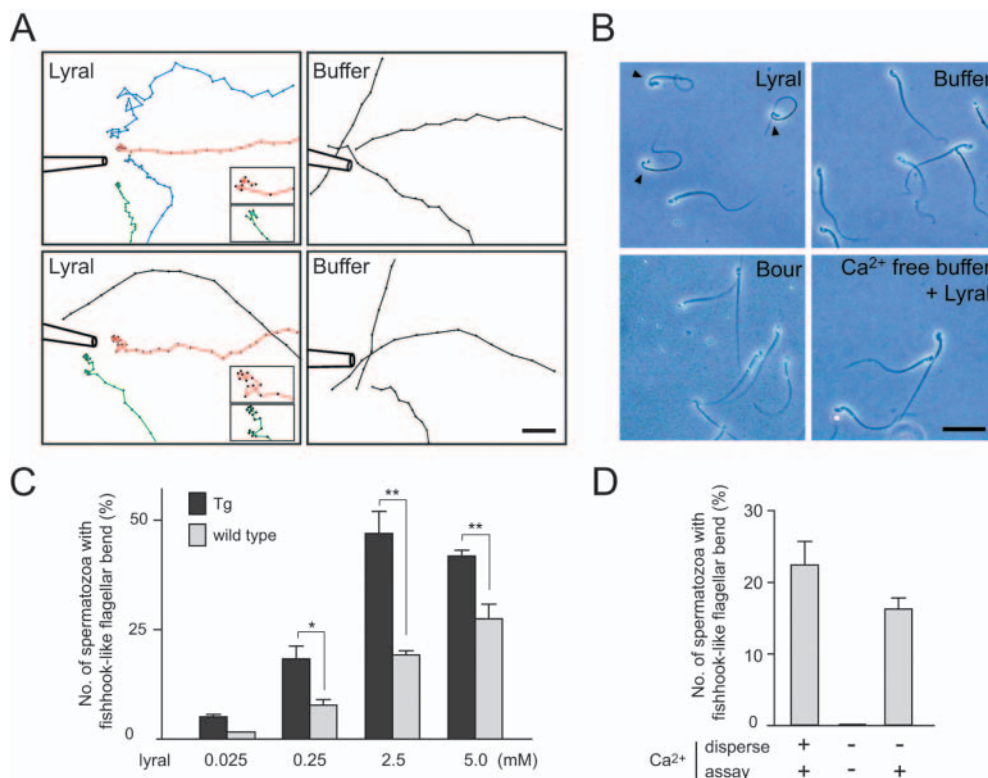 A
Lyral
Buffer
Lyral
Buffer
B
Lyral
Buffer
Bour
Ca²⁺ free buffer
+ Lyral
C
No. of spermatozoa with
fishhook-like flagellar bend (%)
50
25
0
Tg
wild type
*
**
**
lyral 0.025 0.25 2.5 5.0 (mM)
D
No. of spermatozoa with
fishhook-like flagellar bend (%)
30
20
10
0
Ca²⁺
disperse + - -
assay + - +